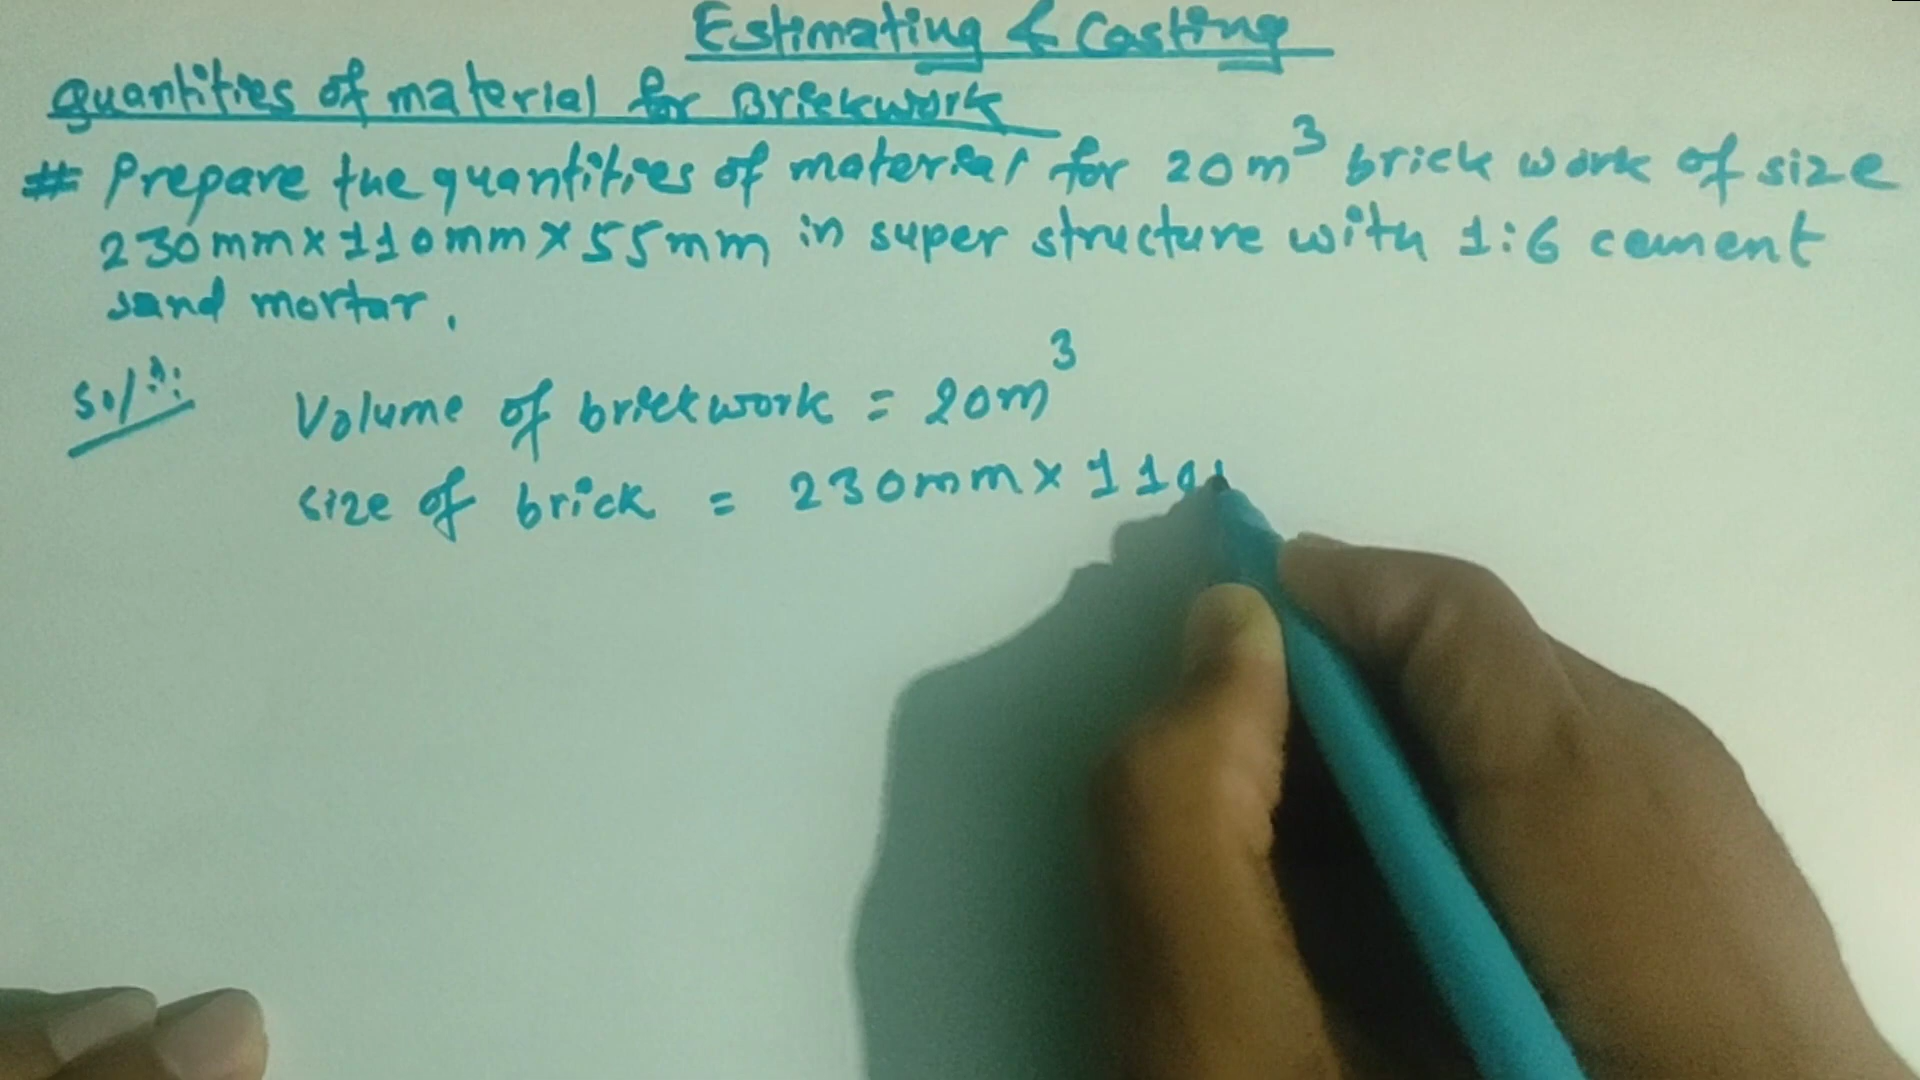 Estimating & Costing
Quantities of material for Brickwork
# Prepare the quantities of material for 20m³ brick work of size
230mm x 110mm x 55mm in super structure with 1:6 cement
sand mortar.
Solⁿ:
Volume of brickwork = 20m³
size of brick = 230mm x 110